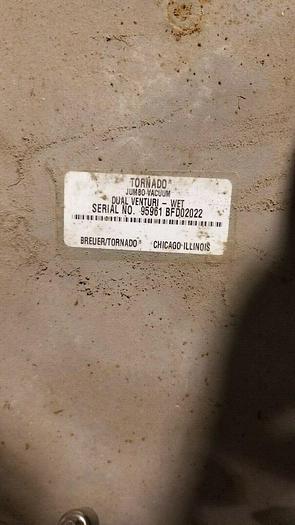 TORNADO®
JUMBO-VACUUM
DUAL VENTURI - WET
SERIAL NO. 95961 BFD02022
BREUER/TORNADO® CHICAGO ILLINOIS